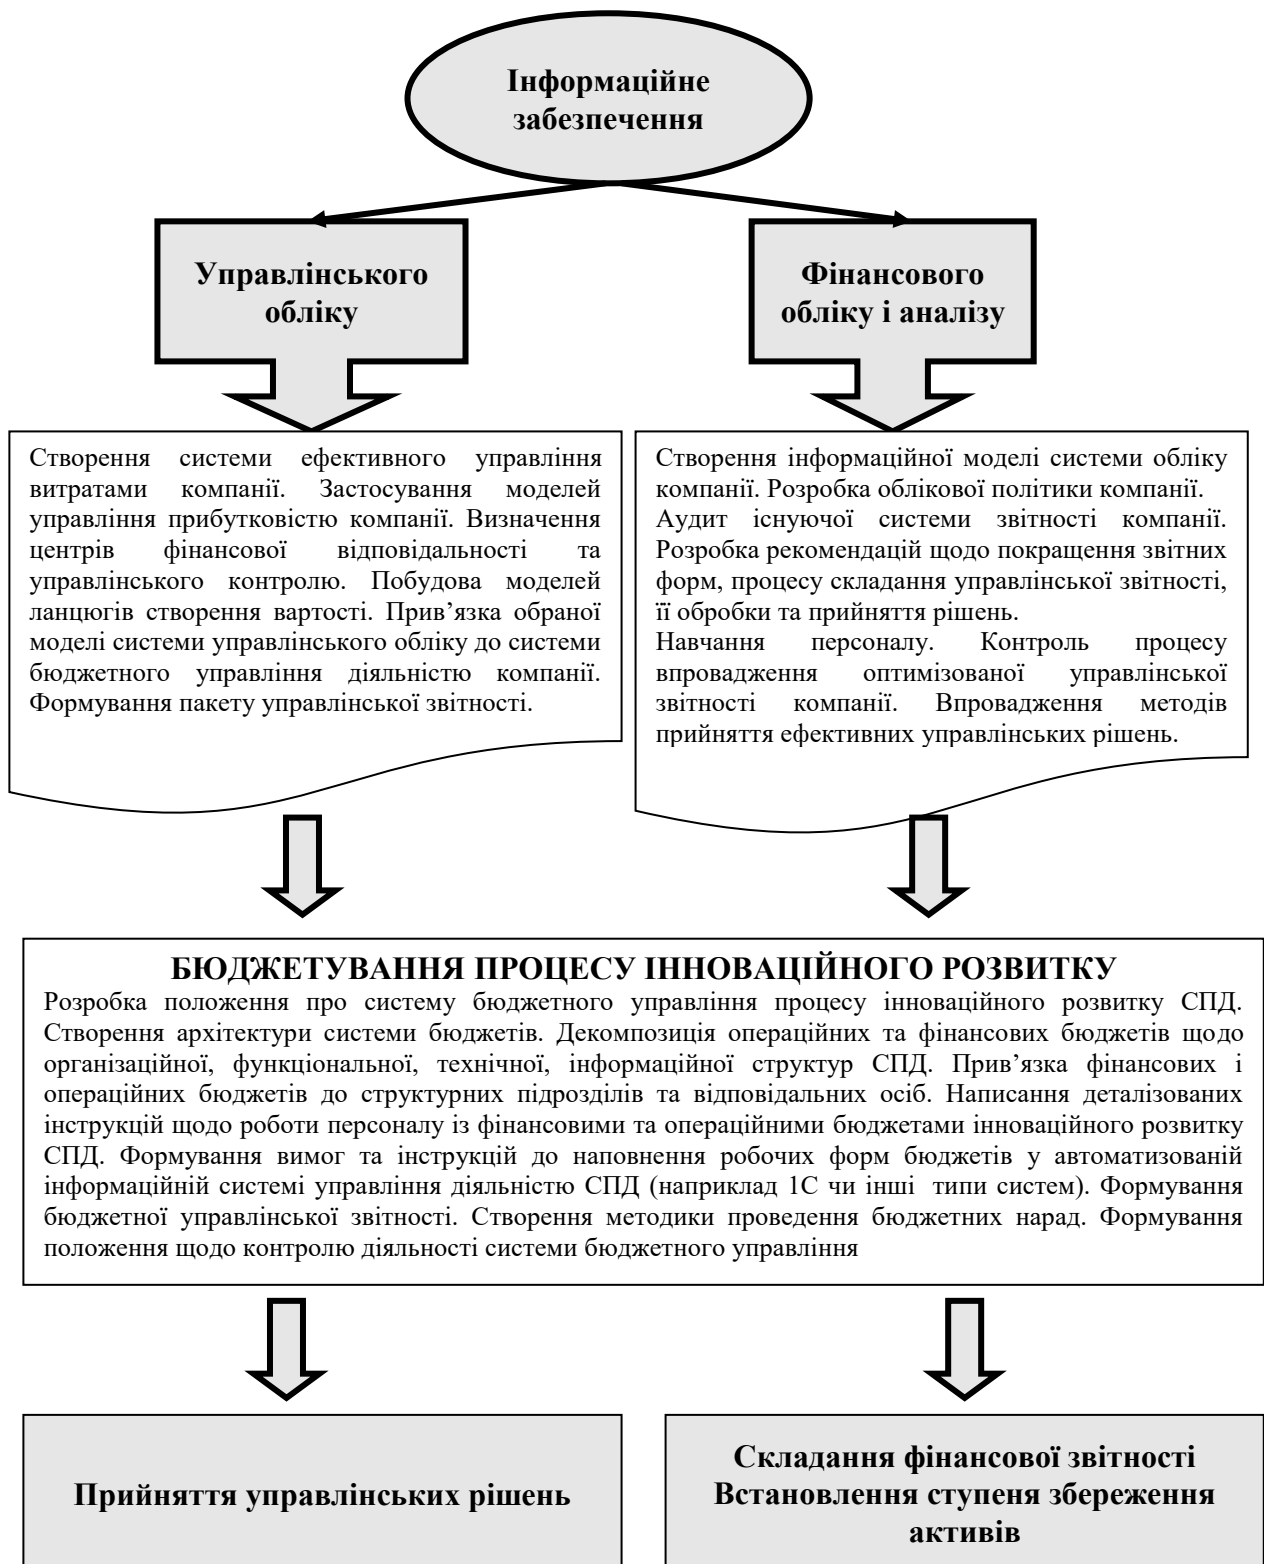 Інформаційне
забезпечення
Управлінського
обліку
Фінансового
обліку і аналізу
Створення системи ефективного управління
витратами компанії. Застосування моделей
управління прибутковістю компанії. Визначення
центрів фінансової відповідальності та
управлінського контролю. Побудова моделей
ланцюгів створення вартості. Прив’язка обраної
моделі системи управлінського обліку до системи
бюджетного управління діяльністю компанії.
Формування пакету управлінської звітності.
Створення інформаційної моделі системи обліку
компанії. Розробка облікової політики компанії.
Аудит існуючої системи звітності компанії.
Розробка рекомендацій щодо покращення звітних
форм, процесу складання управлінської звітності,
її обробки та прийняття рішень.
Навчання персоналу. Контроль процесу
впровадження оптимізованої управлінської
звітності компанії. Впровадження методів
прийняття ефективних управлінських рішень.
БЮДЖЕТУВАННЯ ПРОЦЕСУ ІННОВАЦІЙНОГО РОЗВИТКУ
Розробка положення про систему бюджетного управління процесу інноваційного розвитку СПД.
Створення архітектури системи бюджетів. Декомпозиція операційних та фінансових бюджетів щодо
організаційної, функціональної, технічної, інформаційної структур СПД. Прив’язка фінансових і
операційних бюджетів до структурних підрозділів та відповідальних осіб. Написання деталізованих
інструкцій щодо роботи персоналу із фінансовими та операційними бюджетами інноваційного розвитку
СПД. Формування вимог та інструкцій до наповнення робочих форм бюджетів у автоматизованій
інформаційній системі управління діяльністю СПД (наприклад 1С чи інші типи систем). Формування
бюджетної управлінської звітності. Створення методики проведення бюджетних нарад. Формування
положення щодо контролю діяльності системи бюджетного управління
Прийняття управлінських рішень
Складання фінансової звітності
Встановлення ступеня збереження
активів